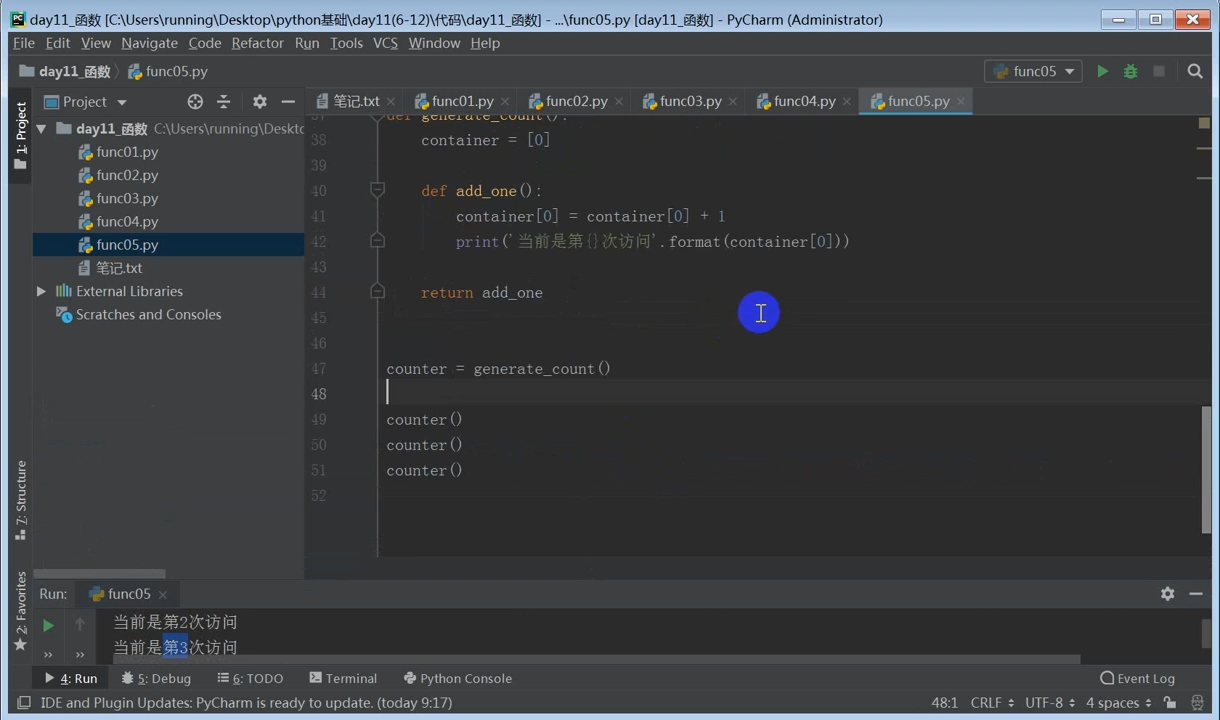 day11_函数 [C:\Users\running\Desktop\python基础\day11(6-12)\代码\day11_函数] - ...\func05.py [day11_函数] - PyCharm (Administrator)
File Edit View Navigate Code Refactor Run Tools VCS Window Help
day11_函数 func05.py func05
Project 笔记.txt func01.py func02.py func03.py func04.py func05.py
1: Project
day11_函数 C:\Users\running\Deskto
func01.py
func02.py
func03.py
func04.py
func05.py
笔记.txt
External Libraries
Scratches and Consoles
7: Structure
2: Favorites
37 def generate_count():
38 container = [0]
39
40 def add_one():
41 container[0] = container[0] + 1
42 print('当前是第{}次访问'.format(container[0]))
43
44 return add_one
45
46
47 counter = generate_count()
48
49 counter()
50 counter()
51 counter()
52
Run: func05
当前是第2次访问
当前是第3次访问
4: Run 5: Debug 6: TODO Terminal Python Console Event Log
IDE and Plugin Updates: PyCharm is ready to update. (today 9:17) 48:1 CRLF UTF-8 4 spaces